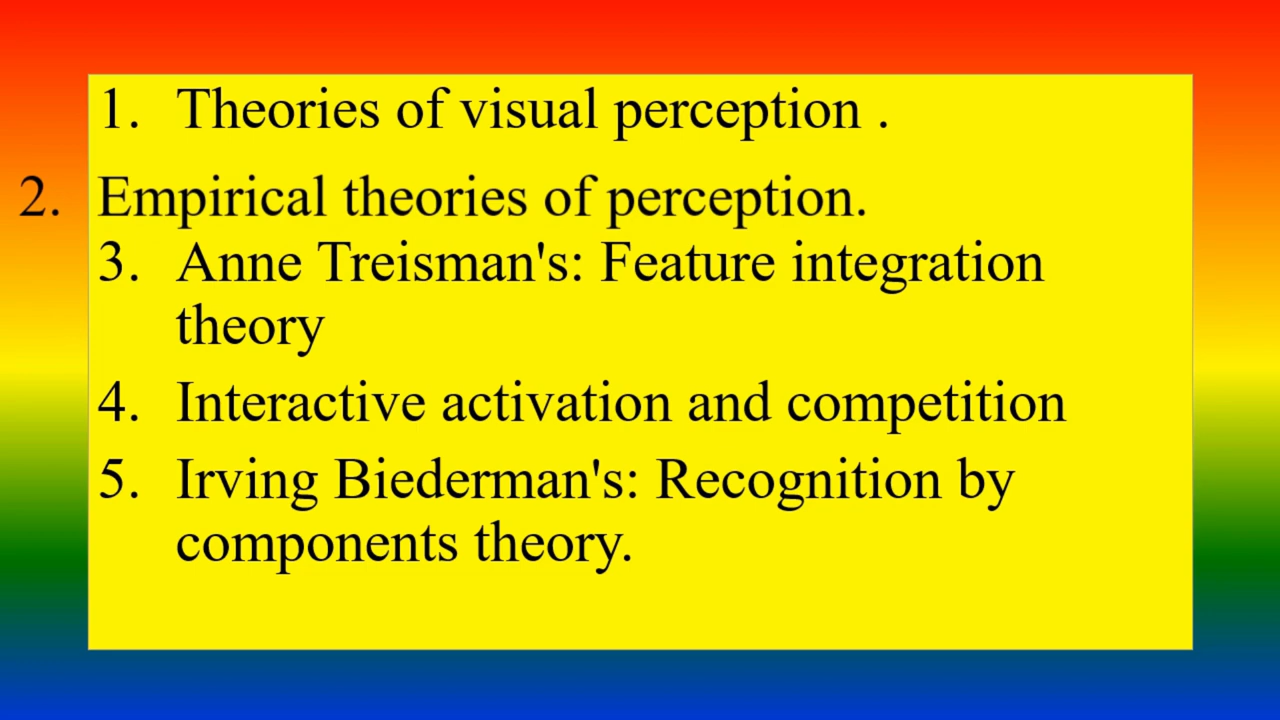 1. Theories of visual perception .
2. Empirical theories of perception.
3. Anne Treisman's: Feature integration
theory
4. Interactive activation and competition
5. Irving Biederman's: Recognition by
components theory.